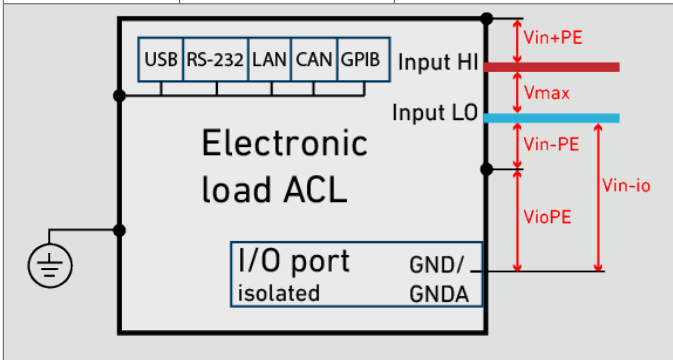 Vin+PE
USB RS-232 LAN CAN GPIB
Input HI
Vmax
Input LO
Electronic
load ACL
Vin-PE
Vin-io
VioPE
I/O port
isolated
GND/
GNDA